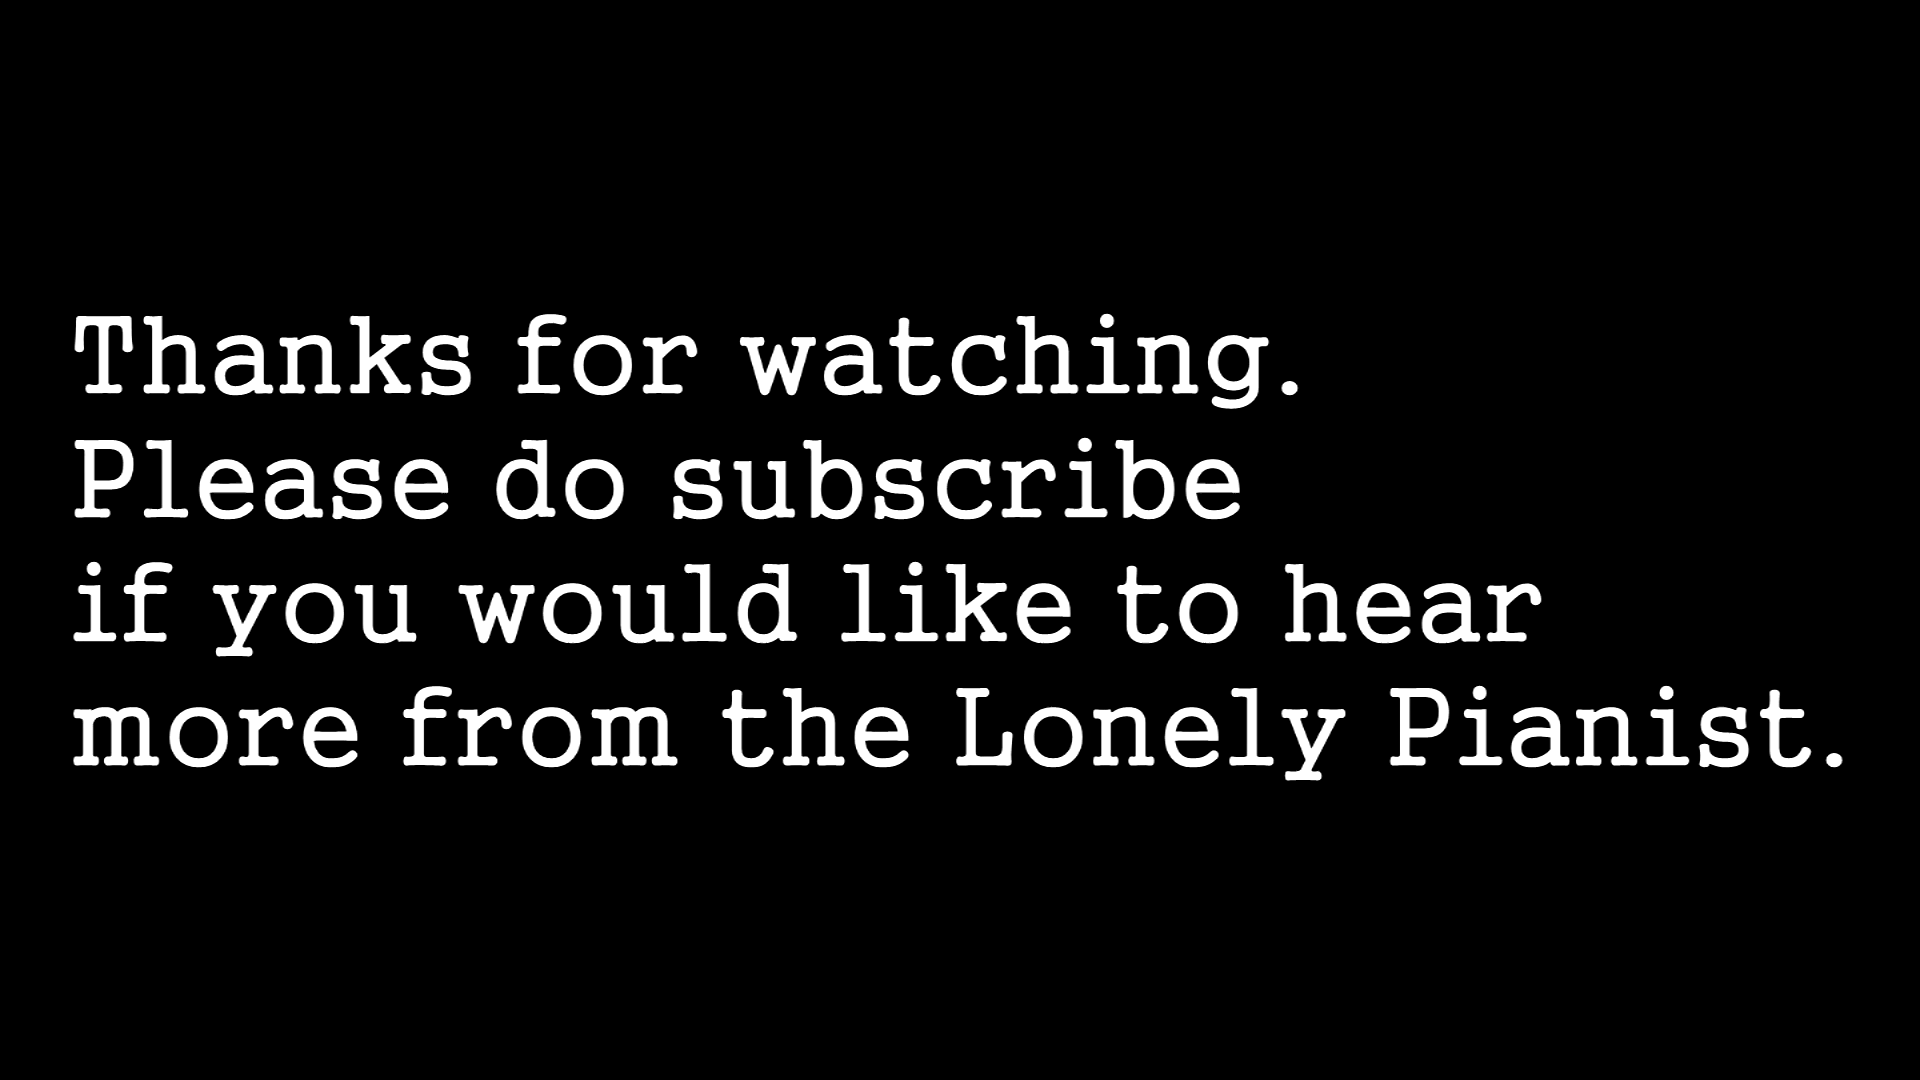 Thanks for watching.
Please do subscribe
if you would like to hear
more from the Lonely Pianist.